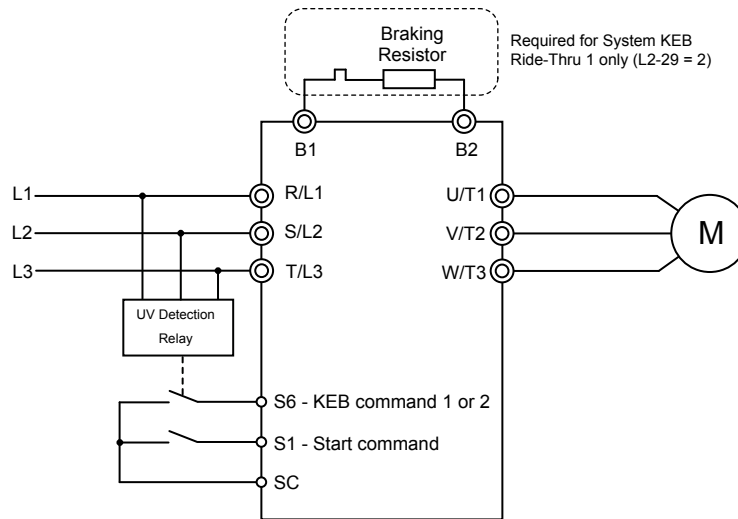 Braking
Resistor
Required for System KEB
Ride-Thru 1 only (L2-29 = 2)
B1
B2
L1
R/L1
U/T1
L2
S/L2
V/T2
M
L3
T/L3
W/T3
UV Detection
Relay
S6 - KEB command 1 or 2
S1 - Start command
SC